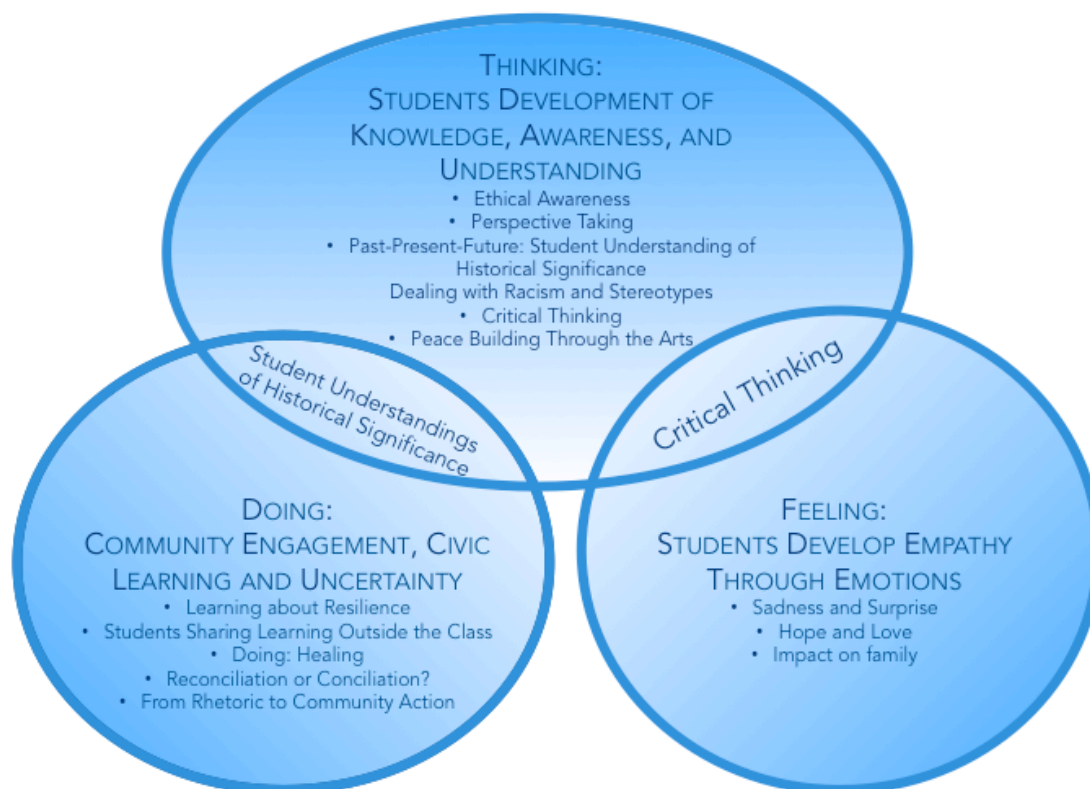 THINKING:
STUDENTS DEVELOPMENT OF
KNOWLEDGE, AWARENESS, AND
UNDERSTANDING
• Ethical Awareness
• Perspective Taking
• Past-Present-Future: Student Understanding of
Historical Significance
Dealing with Racism and Stereotypes
• Critical Thinking
• Peace Building Through the Arts
Student Understandings
of Historical Significance
Critical Thinking
DOING:
COMMUNITY ENGAGEMENT, CIVIC
LEARNING AND UNCERTAINTY
• Learning about Resilience
• Students Sharing Learning Outside the Class
• Doing: Healing
• Reconciliation or Conciliation?
• From Rhetoric to Community Action
FEELING:
STUDENTS DEVELOP EMPATHY
THROUGH EMOTIONS
• Sadness and Surprise
• Hope and Love
• Impact on family